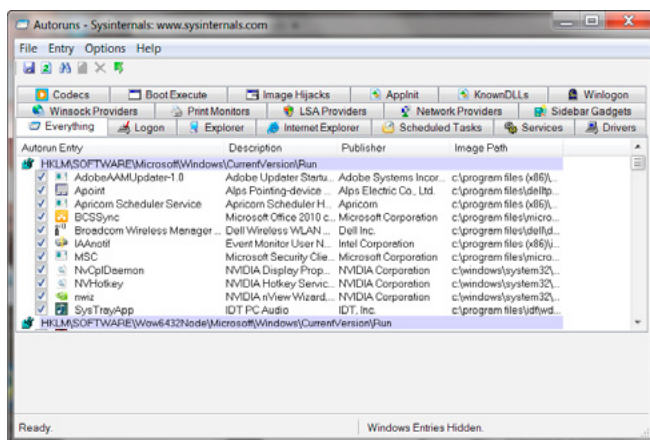 Autoruns - Sysinternals: www.sysinternals.com
File Entry Options Help
Codecs Boot Execute Image Hijacks AppInit KnownDLLs Winlogon
Winsock Providers Print Monitors LSA Providers Network Providers Sidebar Gadgets
Everything Logon Explorer Internet Explorer Scheduled Tasks Services Drivers
Autorun Entry Description Publisher Image Path
HKLM\SOFTWARE\Microsoft\Windows\CurrentVersion\Run
AdobeAAMUpdater-1.0 Adobe Updater Startu... Adobe Systems Incor... c:\program files (x86)\...
Apoint Alps Pointing-device ... Alps Electric Co., Ltd. c:\program files\delltp...
Apricorn Scheduler Service Apricorn Scheduler H... Apricorn c:\program files (x86)\...
BCSSync Microsoft Office 2010 c... Microsoft Corporation c:\program files\micro...
Broadcom Wireless Manager ... Dell Wireless WLAN ... Dell Inc. c:\program files\dell\d...
IAAnotif Event Monitor User N... Intel Corporation c:\program files (x86)\i...
MSC Microsoft Security Clie... Microsoft Corporation c:\program files\micro...
NvCplDaemon NVIDIA Display Prop... NVIDIA Corporation c:\windows\system32\...
NVHotkey NVIDIA Hotkey Servic... NVIDIA Corporation c:\windows\system32\...
nwiz NVIDIA nView Wizard,... NVIDIA Corporation c:\windows\system32\...
SysTrayApp IDT PC Audio IDT, Inc. c:\program files\idt\wd...
HKLM\SOFTWARE\Wow6432Node\Microsoft\Windows\CurrentVersion\Run
Ready. Windows Entries Hidden.